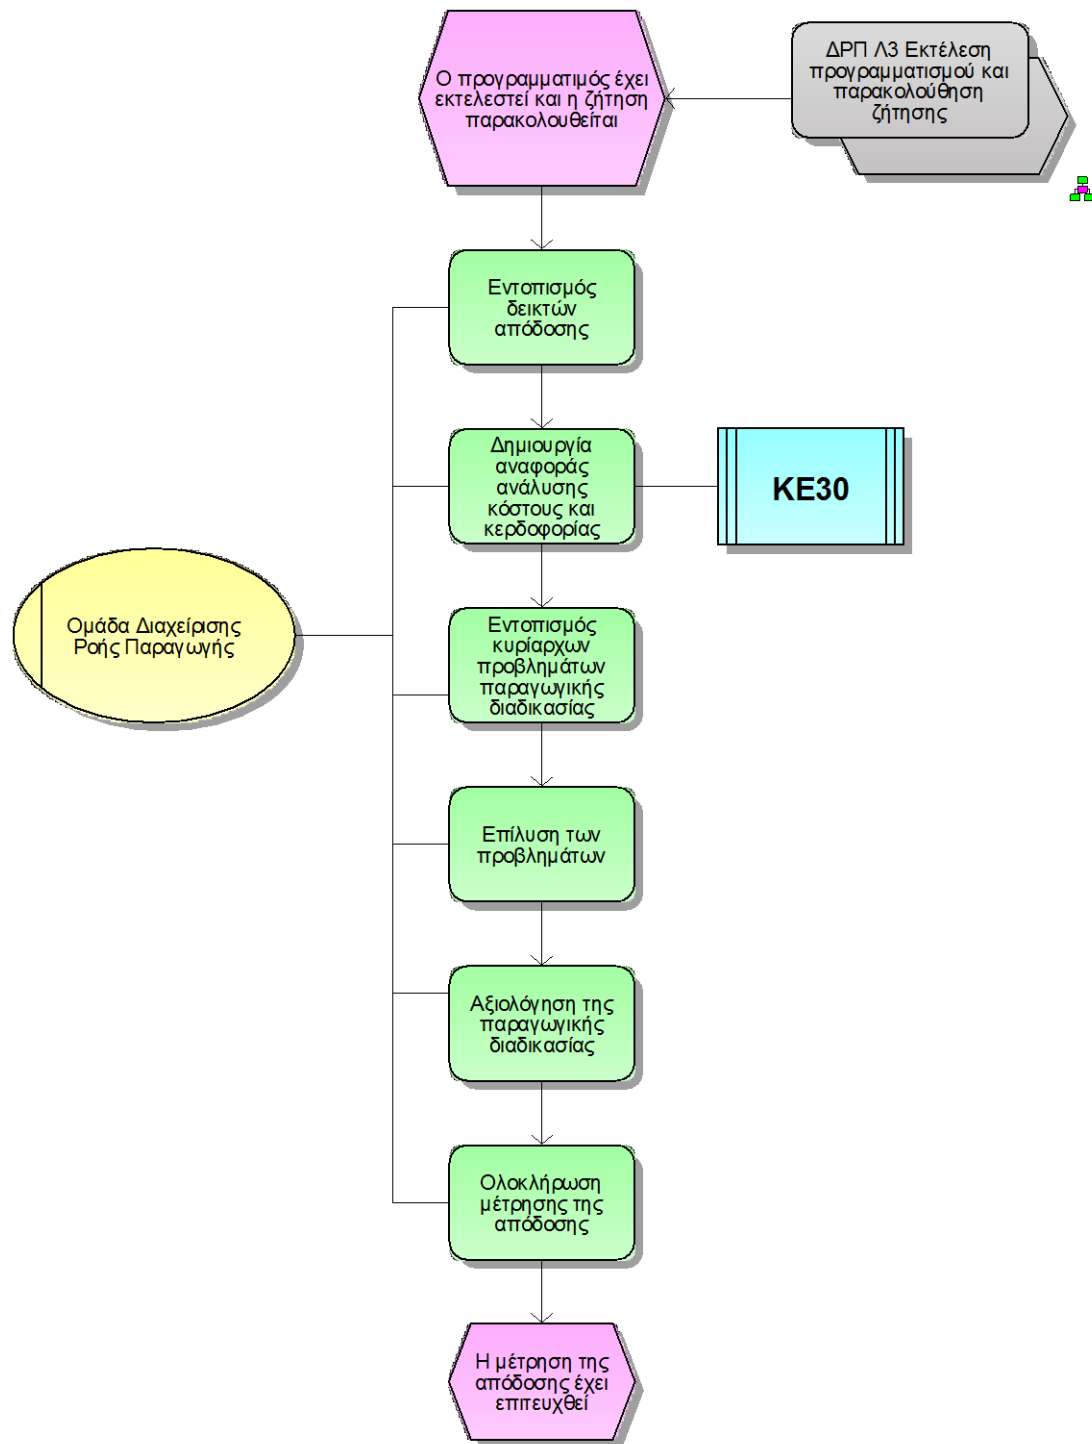 Ο προγραμματιμός έχει
εκτελεστεί και η ζήτηση
παρακολουθείται
ΔΡΠ Λ3 Εκτέλεση
προγραμματισμού και
παρακολούθηση
ζήτησης
Εντοπισμός
δεικτών
απόδοσης
Δημιουργία
αναφοράς
ανάλυσης
κόστους και
κερδοφορίας
KE30
Εντοπισμός
κυρίαρχων
προβλημάτων
παραγωγικής
διαδικασίας
Ομάδα Διαχείρισης
Ροής Παραγωγής
Επίλυση των
προβλημάτων
Αξιολόγηση της
παραγωγικής
διαδικασίας
Ολοκλήρωση
μέτρησης της
απόδοσης
Η μέτρηση της
απόδοσης έχει
επιτευχθεί